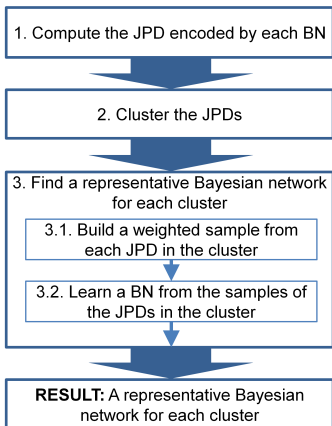 1. Compute the JPD encoded by each BN
2. Cluster the JPDs
3. Find a representative Bayesian network
for each cluster
3.1. Build a weighted sample from
each JPD in the cluster
3.2. Learn a BN from the samples of
the JPDs in the cluster
RESULT: A representative Bayesian
network for each cluster